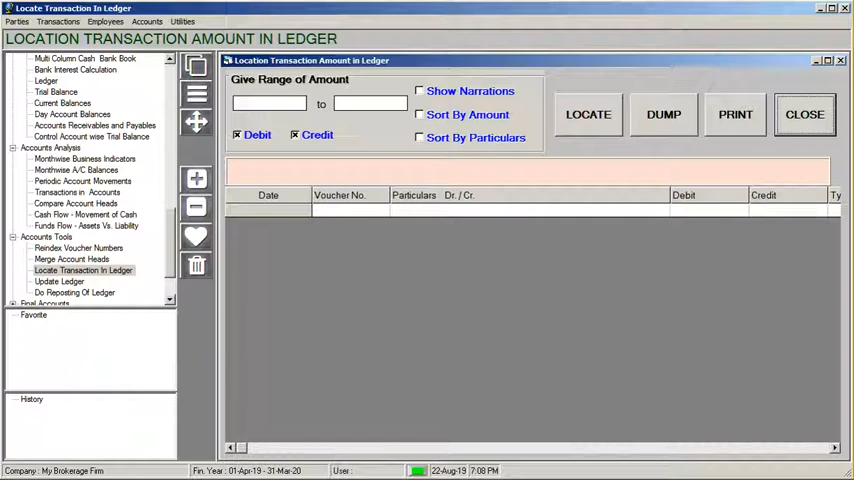 Locate Transaction In Ledger
Parties Transactions Employees Accounts Utilities
LOCATION TRANSACTION AMOUNT IN LEDGER
Multi Column Cash Bank Book
Bank Interest Calculation
Ledger
Trial Balance
Current Balances
Day Account Balances
Accounts Receivables and Payables
Control Account wise Trial Balance
Accounts Analysis
Monthwise Business Indicators
Monthwise A/C Balances
Periodic Account Movements
Transactions in Accounts
Compare Account Heads
Cash Flow - Movement of Cash
Funds Flow - Assets Vs. Liability
Accounts Tools
Reindex Voucher Numbers
Merge Account Heads
Locate Transaction In Ledger
Update Ledger
Do Reposting Of Ledger
Final Accounts
Favorite
History
Location Transaction Amount in Ledger
Give Range of Amount
to
Debit Credit
Show Narrations
Sort By Amount
Sort By Particulars
LOCATE DUMP PRINT CLOSE
Date Voucher No. Particulars Dr. / Cr. Debit Credit Ty
Company : My Brokerage Firm Fin. Year : 01-Apr-19 - 31-Mar-20 User : 22-Aug-19 7:08 PM